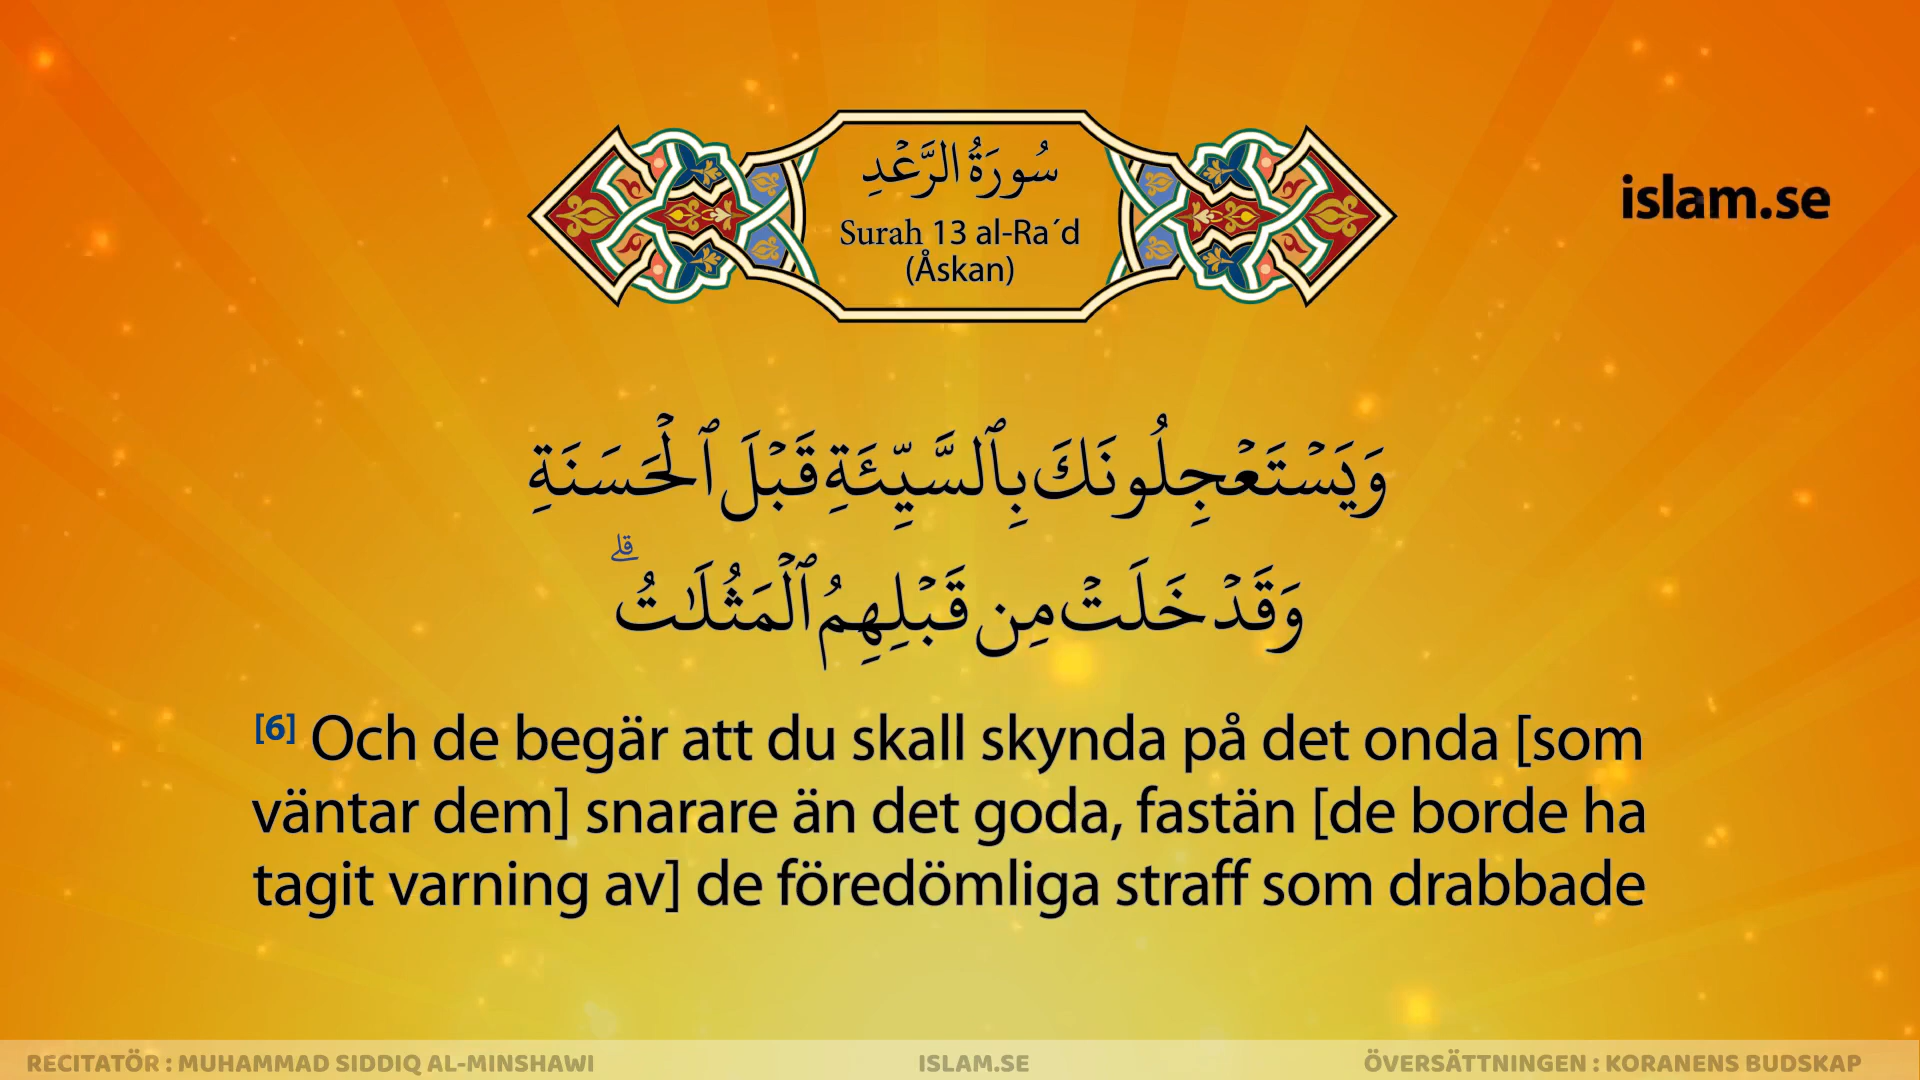 سُورَةُ الرَّعْدِ
Surah 13 al-Ra´d
(Åskan)
islam.se
وَيَسْتَعْجِلُونَكَ بِٱلسَّيِّئَةِ قَبْلَ ٱلْحَسَنَةِ
وَقَدْ خَلَتْ مِن قَبْلِهِمُ ٱلْمَثُلَـٰتُ ۗ
[6] Och de begär att du skall skynda på det onda [som
väntar dem] snarare än det goda, fastän [de borde ha
tagit varning av] de föredömliga straff som drabbade
RECITATÖR : MUHAMMAD SIDDIQ AL-MINSHAWI
ISLAM.SE
ÖVERSÄTTNINGEN : KORANENS BUDSKAP